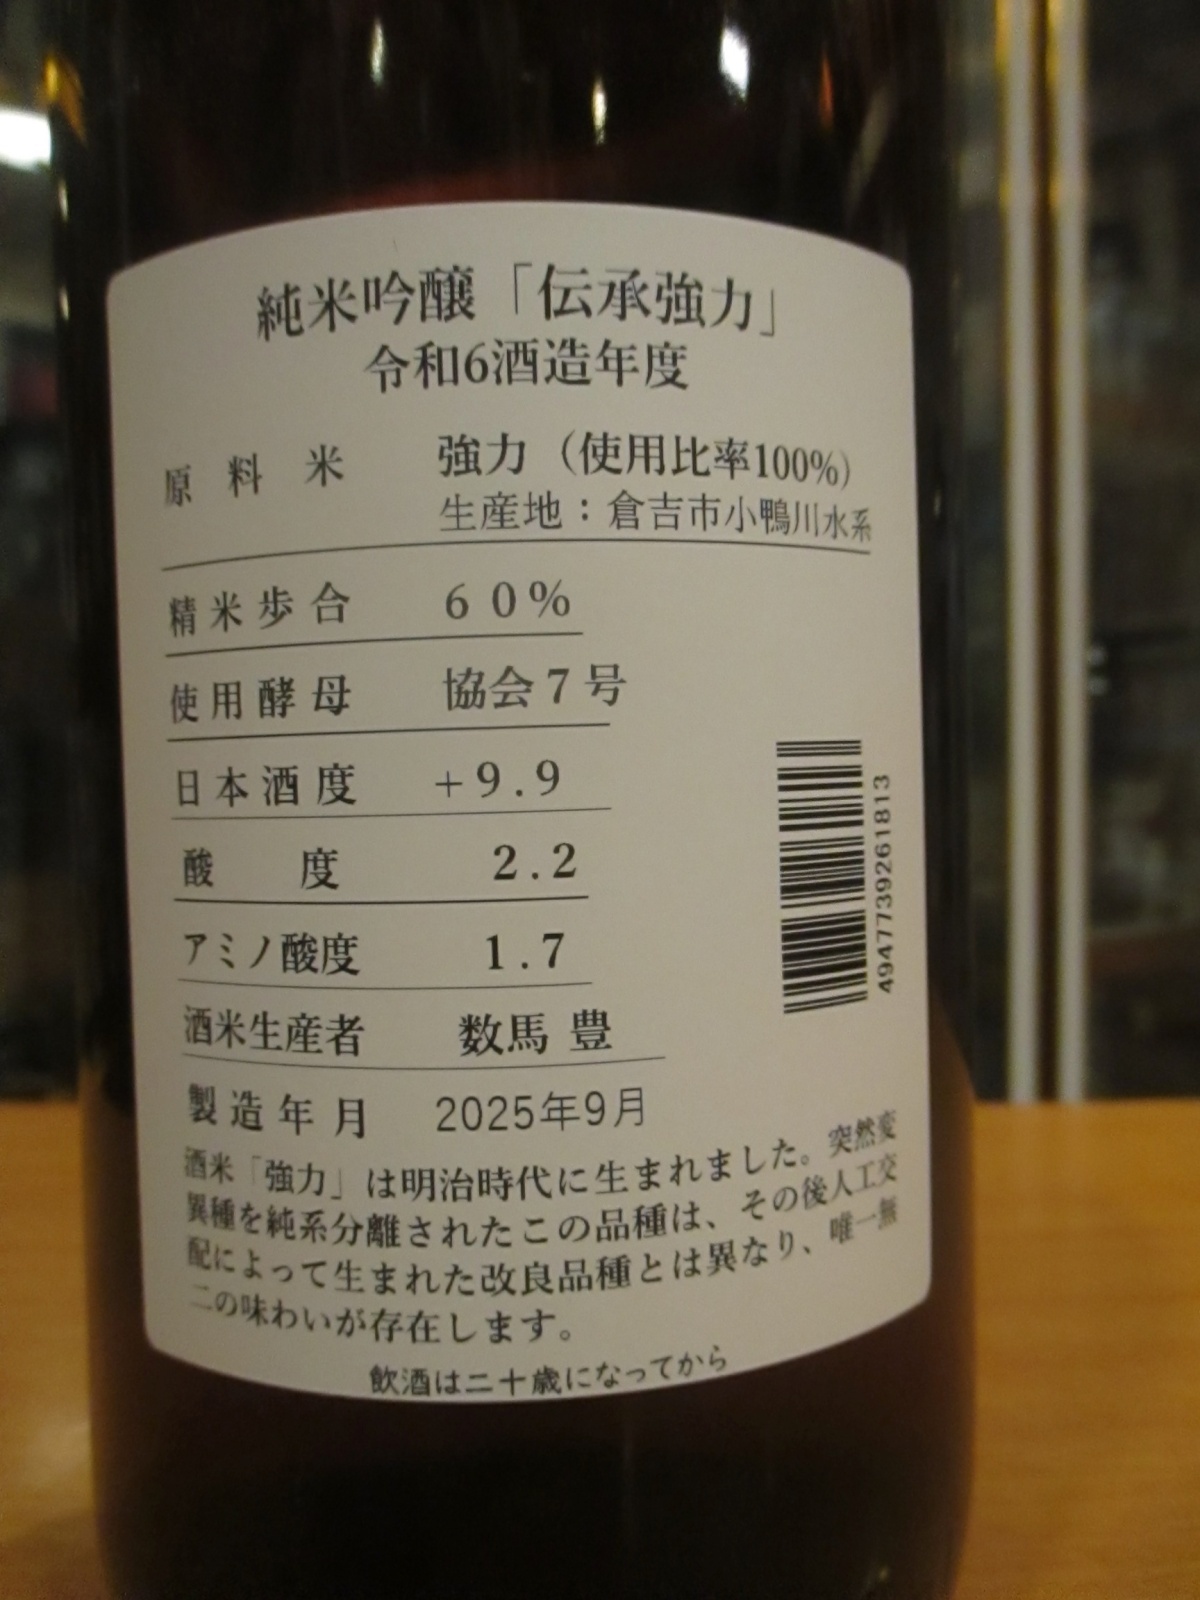 純米吟醸「伝承強力」
令和6酒造年度
原料米 強力（使用比率100%）
生産地：倉吉市小鴨川水系
精米歩合 60%
使用酵母 協会7号
日本酒度 +9.9
酸度 2.2
アミノ酸度 1.7
酒米生産者 数馬 豊
製造年月 2025年9月
4947739261813
酒米「強力」は明治時代に生まれました。突然変
異種を純系分離されたこの品種は、その後人工交
配によって生まれた改良品種とは異なり、唯一無
二の味わいが存在します。
飲酒は二十歳になってから